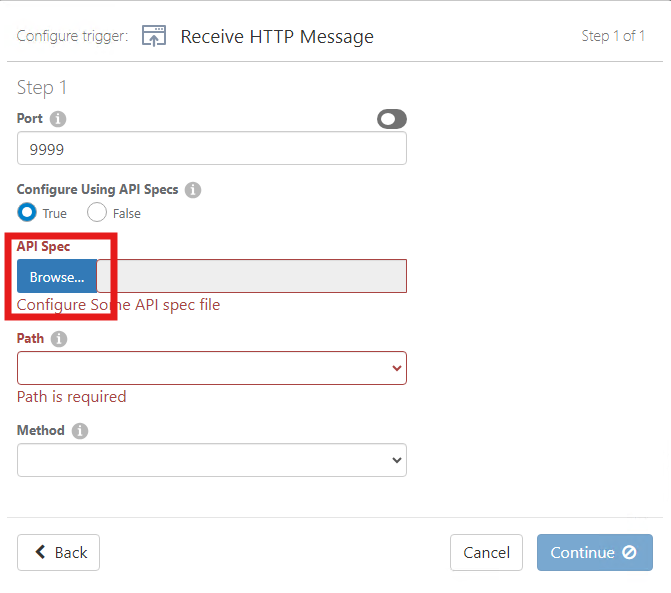 Configure trigger: Receive HTTP Message Step 1 of 1
Step 1
Port
9999
Configure Using API Specs
True False
API Spec
Browse...
Configure Some API spec file
Path
Path is required
Method
Back Cancel Continue